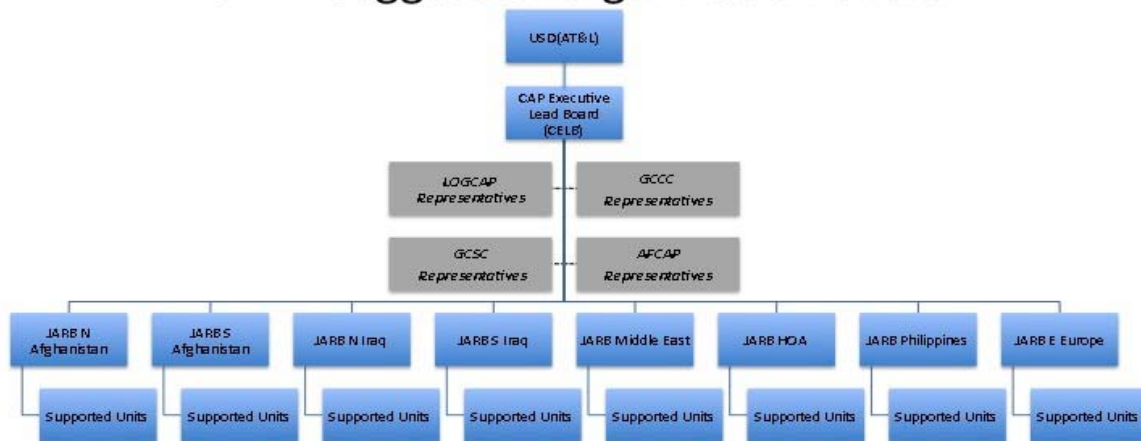 USD(AT&L)
CAP Executive
Lead Board
(CELB)
LOGCAP
Representatives
GCCC
Representatives
GCSC
Representatives
AFCAP
Representatives
JARB N
Afghanistan
JARB S
Afghanistan
JARB N Iraq
JARB S Iraq
JARB Middle East
JARB HOA
JARB Philippines
JARB E Europe
Supported Units
Supported Units
Supported Units
Supported Units
Supported Units
Supported Units
Supported Units
Supported Units